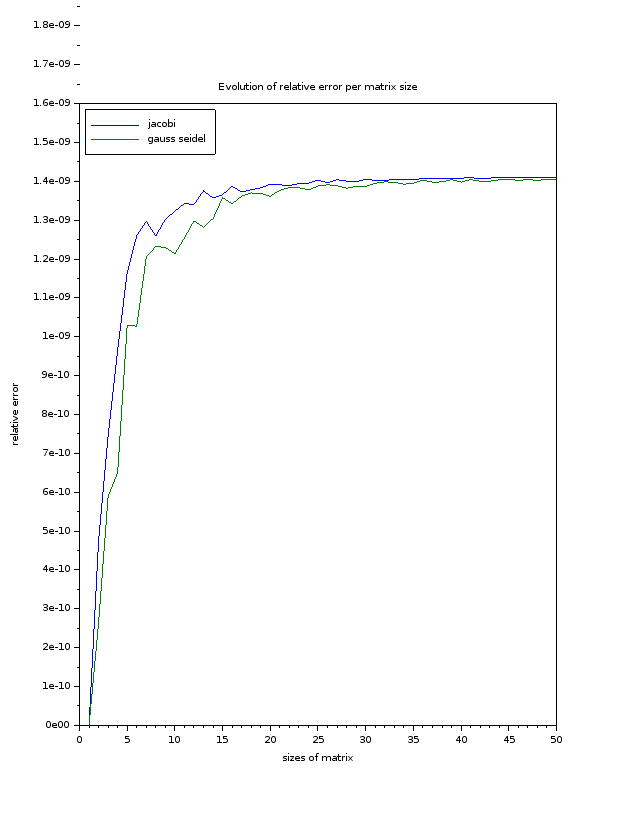 1.8e-09
1.7e-09
Evolution of relative error per matrix size
1.6e-09
jacobi
gauss seidel
1.5e-09
1.4e-09
1.3e-09
1.2e-09
1.1e-09
1e-09
9e-10
8e-10
7e-10
6e-10
5e-10
4e-10
3e-10
2e-10
1e-10
0e00
relative error
0 5 10 15 20 25 30 35 40 45 50
sizes of matrix